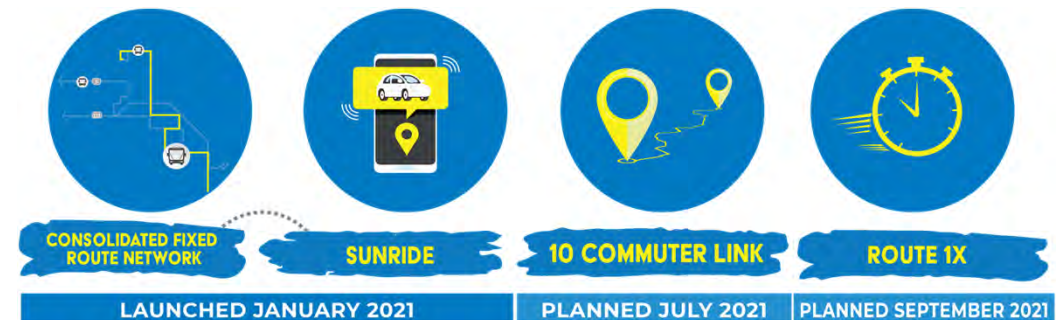 CONSOLIDATED FIXED
ROUTE NETWORK
SUNRIDE
10 COMMUTER LINK
ROUTE 1X
LAUNCHED JANUARY 2021
PLANNED JULY 2021
PLANNED SEPTEMBER 2021